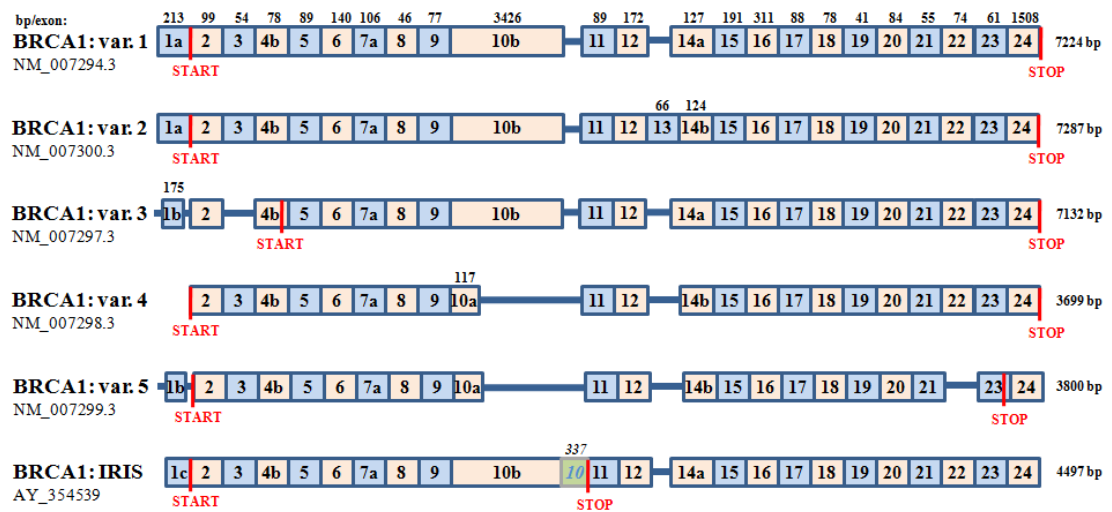 bp/exon: 213 99 54 78 89 140 106 46 77 3426 89 172 127 191 311 88 78 41 84 55 74 61 1508
BRCA1: var. 1 1a 2 3 4b 5 6 7a 8 9 10b 11 12 14a 15 16 17 18 19 20 21 22 23 24 7224 bp
NM_007294.3
START STOP
66 124
BRCA1: var. 2 1a 2 3 4b 5 6 7a 8 9 10b 11 12 13 14b 15 16 17 18 19 20 21 22 23 24 7287 bp
NM_007300.3
START STOP
175
BRCA1: var. 3 1b 2 4b 5 6 7a 8 9 10b 11 12 14a 15 16 17 18 19 20 21 22 23 24 7132 bp
NM_007297.3
START STOP
117
BRCA1: var. 4 2 3 4b 5 6 7a 8 9 10a 11 12 14b 15 16 17 18 19 20 21 22 23 24 3699 bp
NM_007298.3
START STOP
BRCA1: var. 5 1b 2 3 4b 5 6 7a 8 9 10a 11 12 14b 15 16 17 18 19 20 21 23 24 3800 bp
NM_007299.3
START STOP
337
BRCA1: IRIS 1c 2 3 4b 5 6 7a 8 9 10b 10 11 12 14a 15 16 17 18 19 20 21 22 23 24 4497 bp
AY_354539
START STOP